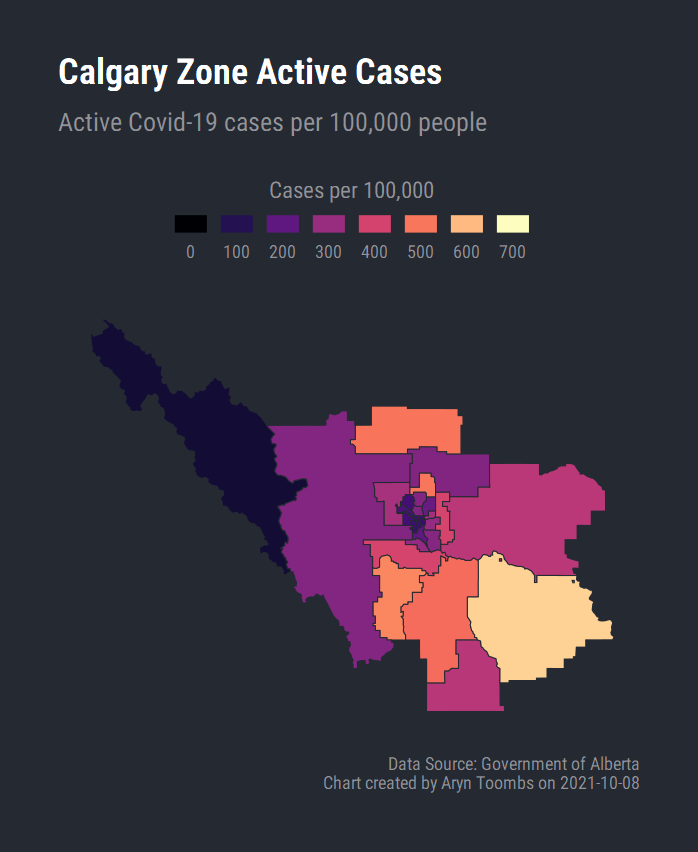 Calgary Zone Active Cases
Active Covid-19 cases per 100,000 people
Cases per 100,000
0 100 200 300 400 500 600 700
Data Source: Government of Alberta
Chart created by Aryn Toombs on 2021-10-08